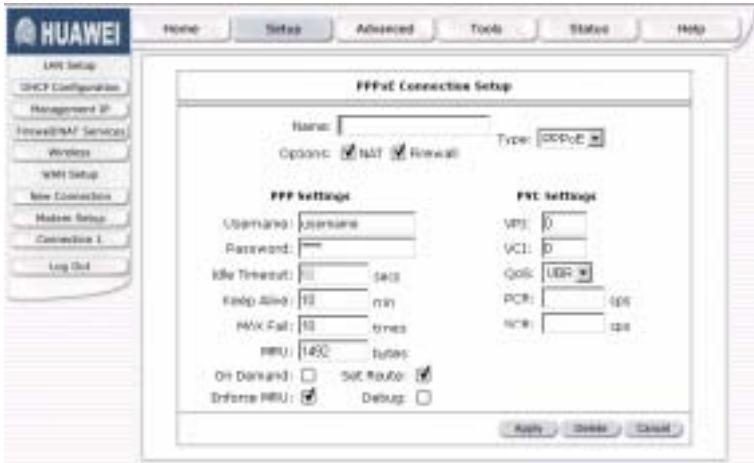 HUAWEI
Home Setup Advanced Tools Status Help
LAN Setup
DHCP Configuration
Management IP
Firewall/NAT Services
Wireless
WAN Setup
New Connection
Modem Setup
Connection 1
Log Out
PPPoE Connection Setup
Name: Type: PPPoE
Options: NAT Firewall
PPP Settings PVC Settings
Username: username VPI: 0
Password: **** VCI: 0
Idle Timeout: secs QoS: UBR
Keep Alive: 10 min PCR: cps
MAX Fail: 10 times SCR: cps
MRU: 1492 bytes
On Demand: Set Route:
Enforce MRU: Debug:
Apply Delete Cancel